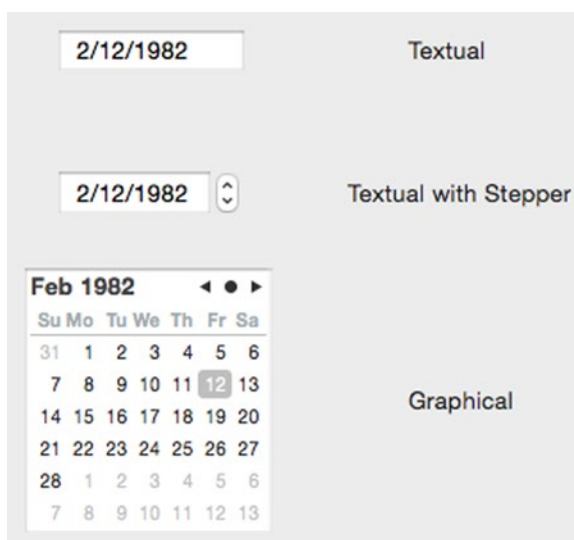 2/12/1982 Textual
2/12/1982 Textual with Stepper
Feb 1982
Su Mo Tu We Th Fr Sa
31 1 2 3 4 5 6
7 8 9 10 11 12 13
Graphical
14 15 16 17 18 19 20
21 22 23 24 25 26 27
28 1 2 3 4 5 6
7 8 9 10 11 12 13